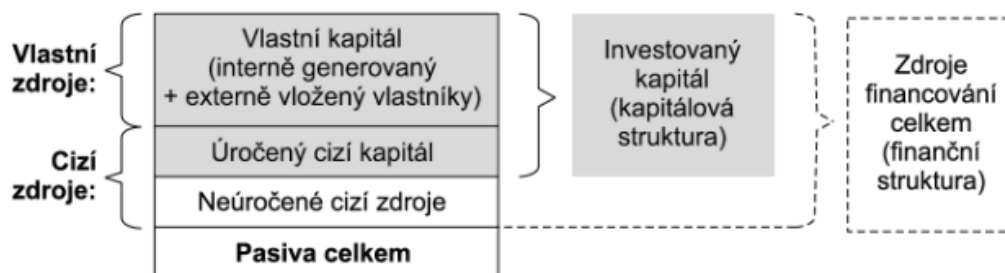 Vlastní
zdroje:
Cizí
zdroje:
Vlastní kapitál
(interně generovaný
+ externě vložený vlastníky)
Úročený cizí kapitál
Neúročené cizí zdroje
Pasiva celkem
Investovaný
kapitál
(kapitálová
struktura)
Zdroje
financování
celkem
(finanční
struktura)